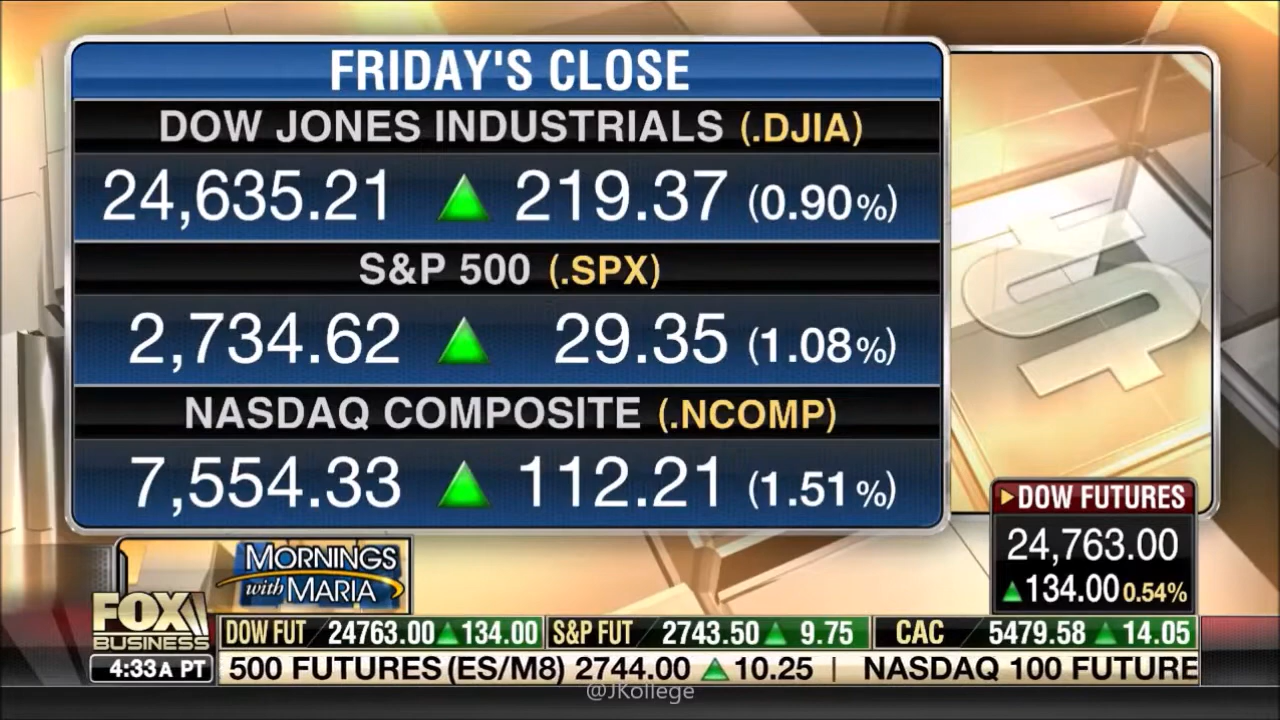 FRIDAY'S CLOSE
DOW JONES INDUSTRIALS (.DJIA)
24,635.21 ▲ 219.37 (0.90%)
S&P 500 (.SPX)
2,734.62 ▲ 29.35 (1.08%)
NASDAQ COMPOSITE (.NCOMP)
7,554.33 ▲ 112.21 (1.51%)
DOW FUTURES
24,763.00
▲134.00 0.54%
MORNINGS
with MARIA
FOX
BUSINESS
DOW FUT 24763.00 ▲ 134.00 S&P FUT 2743.50 ▲ 9.75 CAC 5479.58 ▲ 14.05
4:33A PT
500 FUTURES (ES/M8) 2744.00 ▲ 10.25 | NASDAQ 100 FUTURE
@JKollege